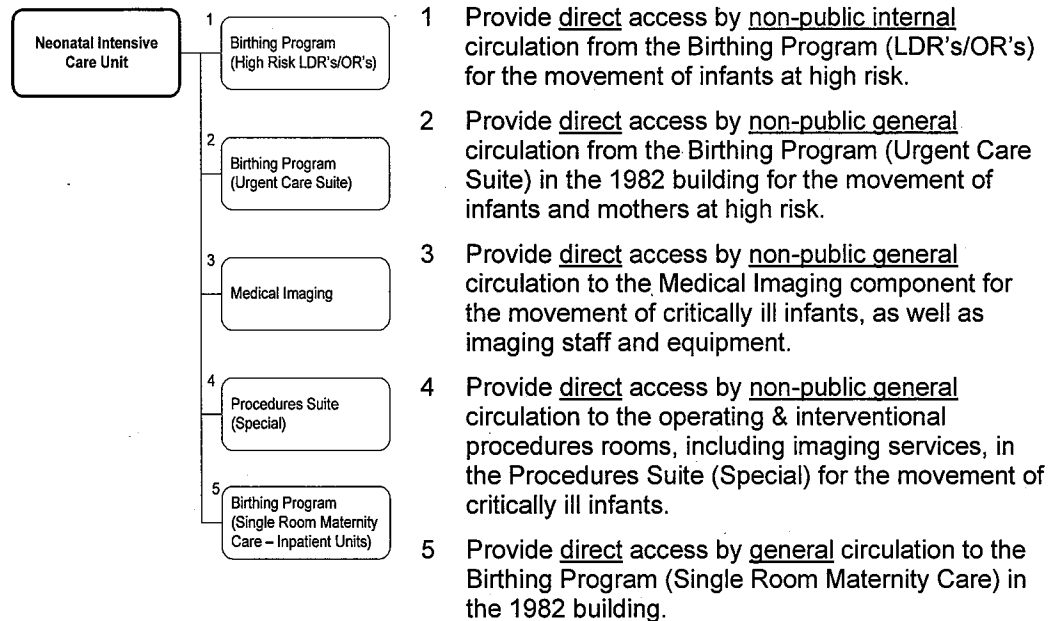 Neonatal Intensive
Care Unit
1
Birthing Program
(High Risk LDR's/OR's)
2
Birthing Program
(Urgent Care Suite)
3
Medical Imaging
4
Procedures Suite
(Special)
5
Birthing Program
(Single Room Maternity
Care – Inpatient Units)
1 Provide direct access by non-public internal
circulation from the Birthing Program (LDR's/OR's)
for the movement of infants at high risk.
2 Provide direct access by non-public general
circulation from the Birthing Program (Urgent Care
Suite) in the 1982 building for the movement of
infants and mothers at high risk.
3 Provide direct access by non-public general
circulation to the Medical Imaging component for
the movement of critically ill infants, as well as
imaging staff and equipment.
4 Provide direct access by non-public general
circulation to the operating & interventional
procedures rooms, including imaging services, in
the Procedures Suite (Special) for the movement of
critically ill infants.
5 Provide direct access by general circulation to the
Birthing Program (Single Room Maternity Care) in
the 1982 building.